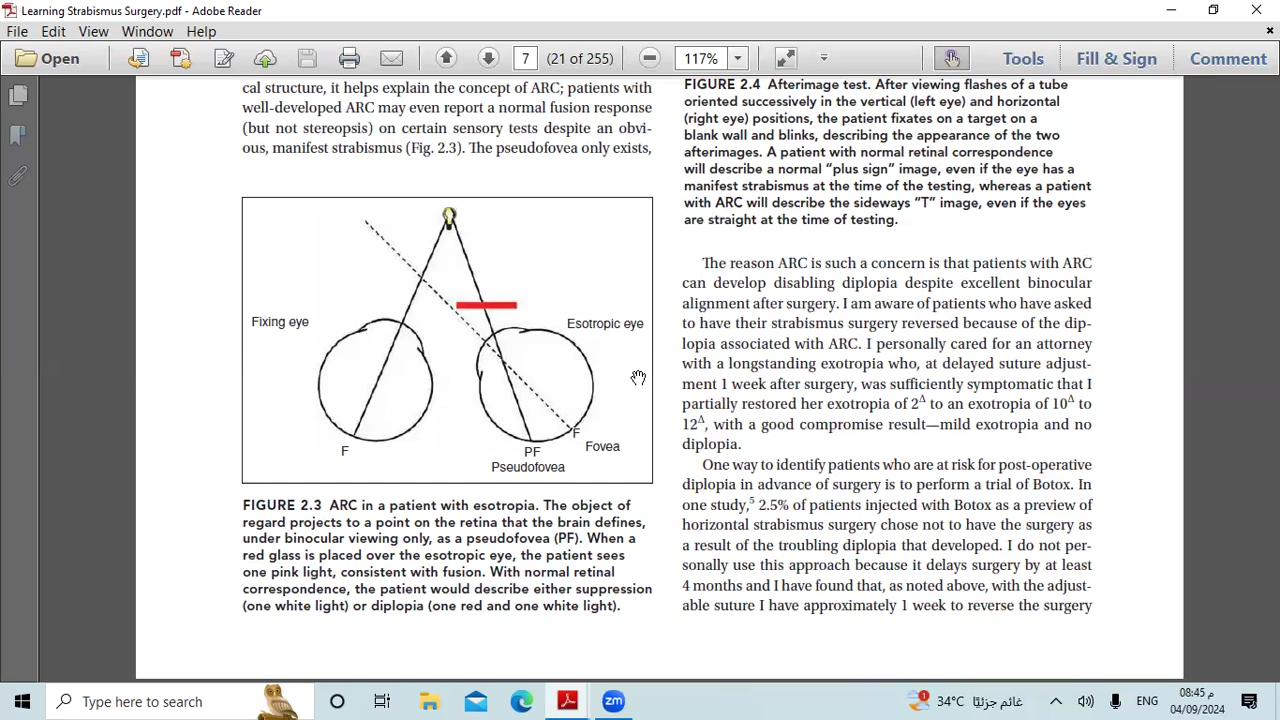 Learning Strabismus Surgery.pdf - Adobe Reader
File Edit View Window Help
Open 7 (21 of 255) 117% Tools Fill & Sign Comment
cal structure, it helps explain the concept of ARC; patients with
well-developed ARC may even report a normal fusion response
(but not stereopsis) on certain sensory tests despite an obvi-
ous, manifest strabismus (Fig. 2.3). The pseudofovea only exists,
Fixing eye
Esotropic eye
F
F
Fovea
PF
Pseudofovea
FIGURE 2.3 ARC in a patient with esotropia. The object of
regard projects to a point on the retina that the brain defines,
under binocular viewing only, as a pseudofovea (PF). When a
red glass is placed over the esotropic eye, the patient sees
one pink light, consistent with fusion. With normal retinal
correspondence, the patient would describe either suppression
(one white light) or diplopia (one red and one white light).
FIGURE 2.4 Afterimage test. After viewing flashes of a tube
oriented successively in the vertical (left eye) and horizontal
(right eye) positions, the patient fixates on a target on a
blank wall and blinks, describing the appearance of the two
afterimages. A patient with normal retinal correspondence
will describe a normal “plus sign” image, even if the eye has a
manifest strabismus at the time of the testing, whereas a patient
with ARC will describe the sideways “T” image, even if the eyes
are straight at the time of testing.
The reason ARC is such a concern is that patients with ARC
can develop disabling diplopia despite excellent binocular
alignment after surgery. I am aware of patients who have asked
to have their strabismus surgery reversed because of the dip-
lopia associated with ARC. I personally cared for an attorney
with a longstanding exotropia who, at delayed suture adjust-
ment 1 week after surgery, was sufficiently symptomatic that I
partially restored her exotropia of 2Δ to an exotropia of 10Δ to
12Δ, with a good compromise result—mild exotropia and no
diplopia.
One way to identify patients who are at risk for post-operative
diplopia in advance of surgery is to perform a trial of Botox. In
one study,5 2.5% of patients injected with Botox as a preview of
horizontal strabismus surgery chose not to have the surgery as
a result of the troubling diplopia that developed. I do not per-
sonally use this approach because it delays surgery by at least
4 months and I have found that, as noted above, with the adjust-
able suture I have approximately 1 week to reverse the surgery
Type here to search
zm
1
34°C غائم جزئيًا
ENG
08:45 م
04/09/2024